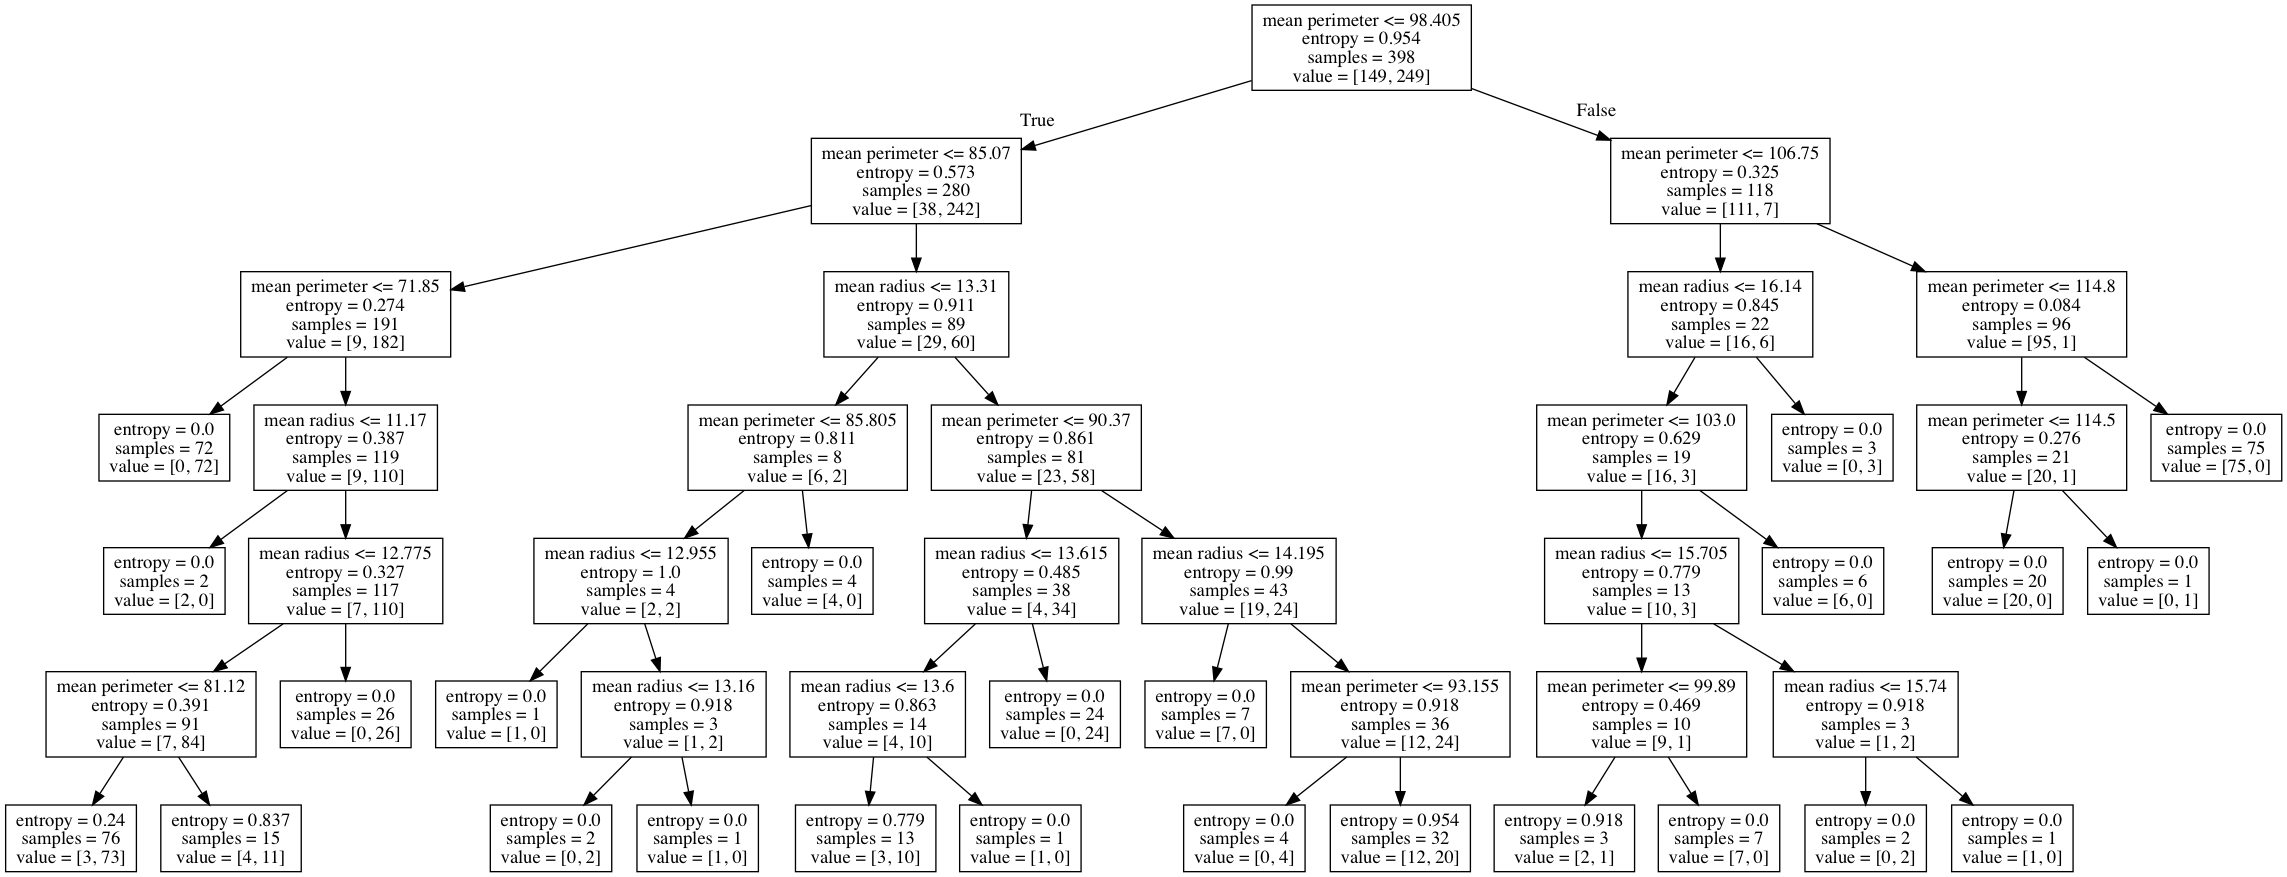 mean perimeter <= 98.405
entropy = 0.954
samples = 398
value = [149, 249]
True
False
mean perimeter <= 85.07
entropy = 0.573
samples = 280
value = [38, 242]
mean perimeter <= 106.75
entropy = 0.325
samples = 118
value = [111, 7]
mean perimeter <= 71.85
entropy = 0.274
samples = 191
value = [9, 182]
mean radius <= 13.31
entropy = 0.911
samples = 89
value = [29, 60]
mean radius <= 16.14
entropy = 0.845
samples = 22
value = [16, 6]
mean perimeter <= 114.8
entropy = 0.084
samples = 96
value = [95, 1]
entropy = 0.0
samples = 72
value = [0, 72]
mean radius <= 11.17
entropy = 0.387
samples = 119
value = [9, 110]
mean perimeter <= 85.805
entropy = 0.811
samples = 8
value = [6, 2]
mean perimeter <= 90.37
entropy = 0.861
samples = 81
value = [23, 58]
mean perimeter <= 103.0
entropy = 0.629
samples = 19
value = [16, 3]
entropy = 0.0
samples = 3
value = [0, 3]
mean perimeter <= 114.5
entropy = 0.276
samples = 21
value = [20, 1]
entropy = 0.0
samples = 75
value = [75, 0]
entropy = 0.0
samples = 2
value = [2, 0]
mean radius <= 12.775
entropy = 0.327
samples = 117
value = [7, 110]
mean radius <= 12.955
entropy = 1.0
samples = 4
value = [2, 2]
entropy = 0.0
samples = 4
value = [4, 0]
mean radius <= 13.615
entropy = 0.485
samples = 38
value = [4, 34]
mean radius <= 14.195
entropy = 0.99
samples = 43
value = [19, 24]
mean radius <= 15.705
entropy = 0.779
samples = 13
value = [10, 3]
entropy = 0.0
samples = 6
value = [6, 0]
entropy = 0.0
samples = 20
value = [20, 0]
entropy = 0.0
samples = 1
value = [0, 1]
mean perimeter <= 81.12
entropy = 0.391
samples = 91
value = [7, 84]
entropy = 0.0
samples = 26
value = [0, 26]
entropy = 0.0
samples = 1
value = [1, 0]
mean radius <= 13.16
entropy = 0.918
samples = 3
value = [1, 2]
mean radius <= 13.6
entropy = 0.863
samples = 14
value = [4, 10]
entropy = 0.0
samples = 24
value = [0, 24]
entropy = 0.0
samples = 7
value = [7, 0]
mean perimeter <= 93.155
entropy = 0.918
samples = 36
value = [12, 24]
mean perimeter <= 99.89
entropy = 0.469
samples = 10
value = [9, 1]
mean radius <= 15.74
entropy = 0.918
samples = 3
value = [1, 2]
entropy = 0.24
samples = 76
value = [3, 73]
entropy = 0.837
samples = 15
value = [4, 11]
entropy = 0.0
samples = 2
value = [0, 2]
entropy = 0.0
samples = 1
value = [1, 0]
entropy = 0.779
samples = 13
value = [3, 10]
entropy = 0.0
samples = 1
value = [1, 0]
entropy = 0.0
samples = 4
value = [0, 4]
entropy = 0.954
samples = 32
value = [12, 20]
entropy = 0.918
samples = 3
value = [2, 1]
entropy = 0.0
samples = 7
value = [7, 0]
entropy = 0.0
samples = 2
value = [0, 2]
entropy = 0.0
samples = 1
value = [1, 0]